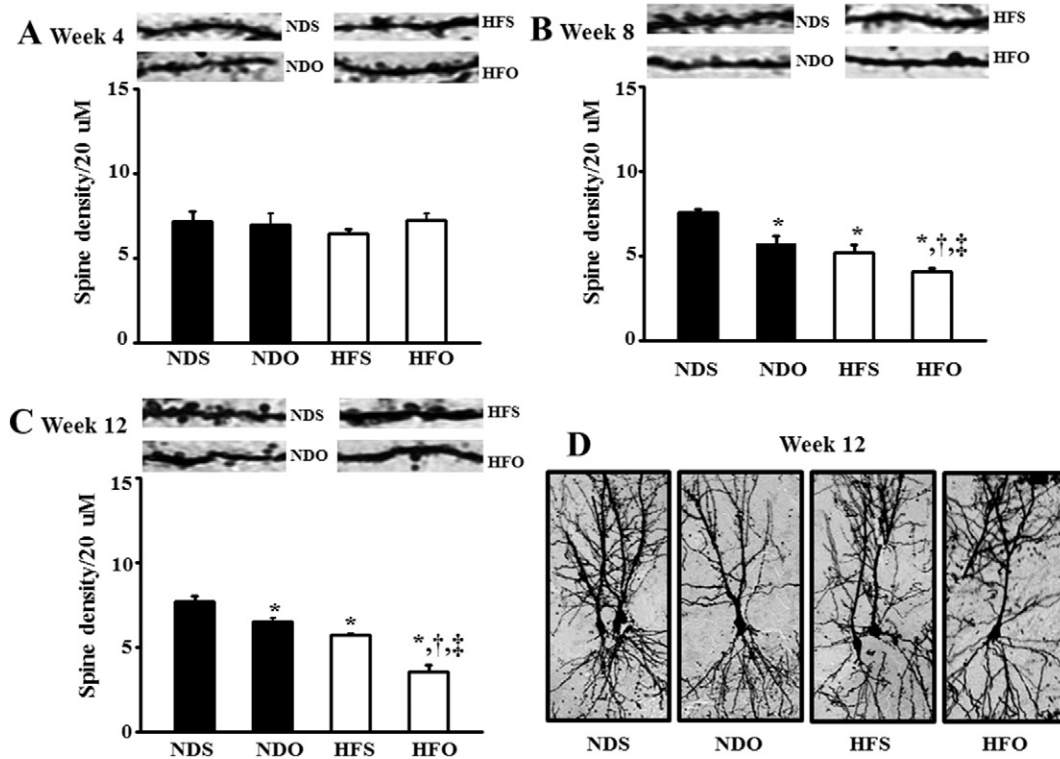 A Week 4
NDS
HFS
NDO
HFO
Spine density/20 uM
15
10
5
0
NDS NDO HFS HFO
B Week 8
NDS
HFS
NDO
HFO
Spine density/20 uM
15
10
5
0
*
*
*,†,‡
NDS NDO HFS HFO
C Week 12
NDS
HFS
NDO
HFO
Spine density/20 uM
15
10
5
0
*
*
*
,†,‡
NDS NDO HFS HFO
D Week 12
NDS NDO HFS HFO